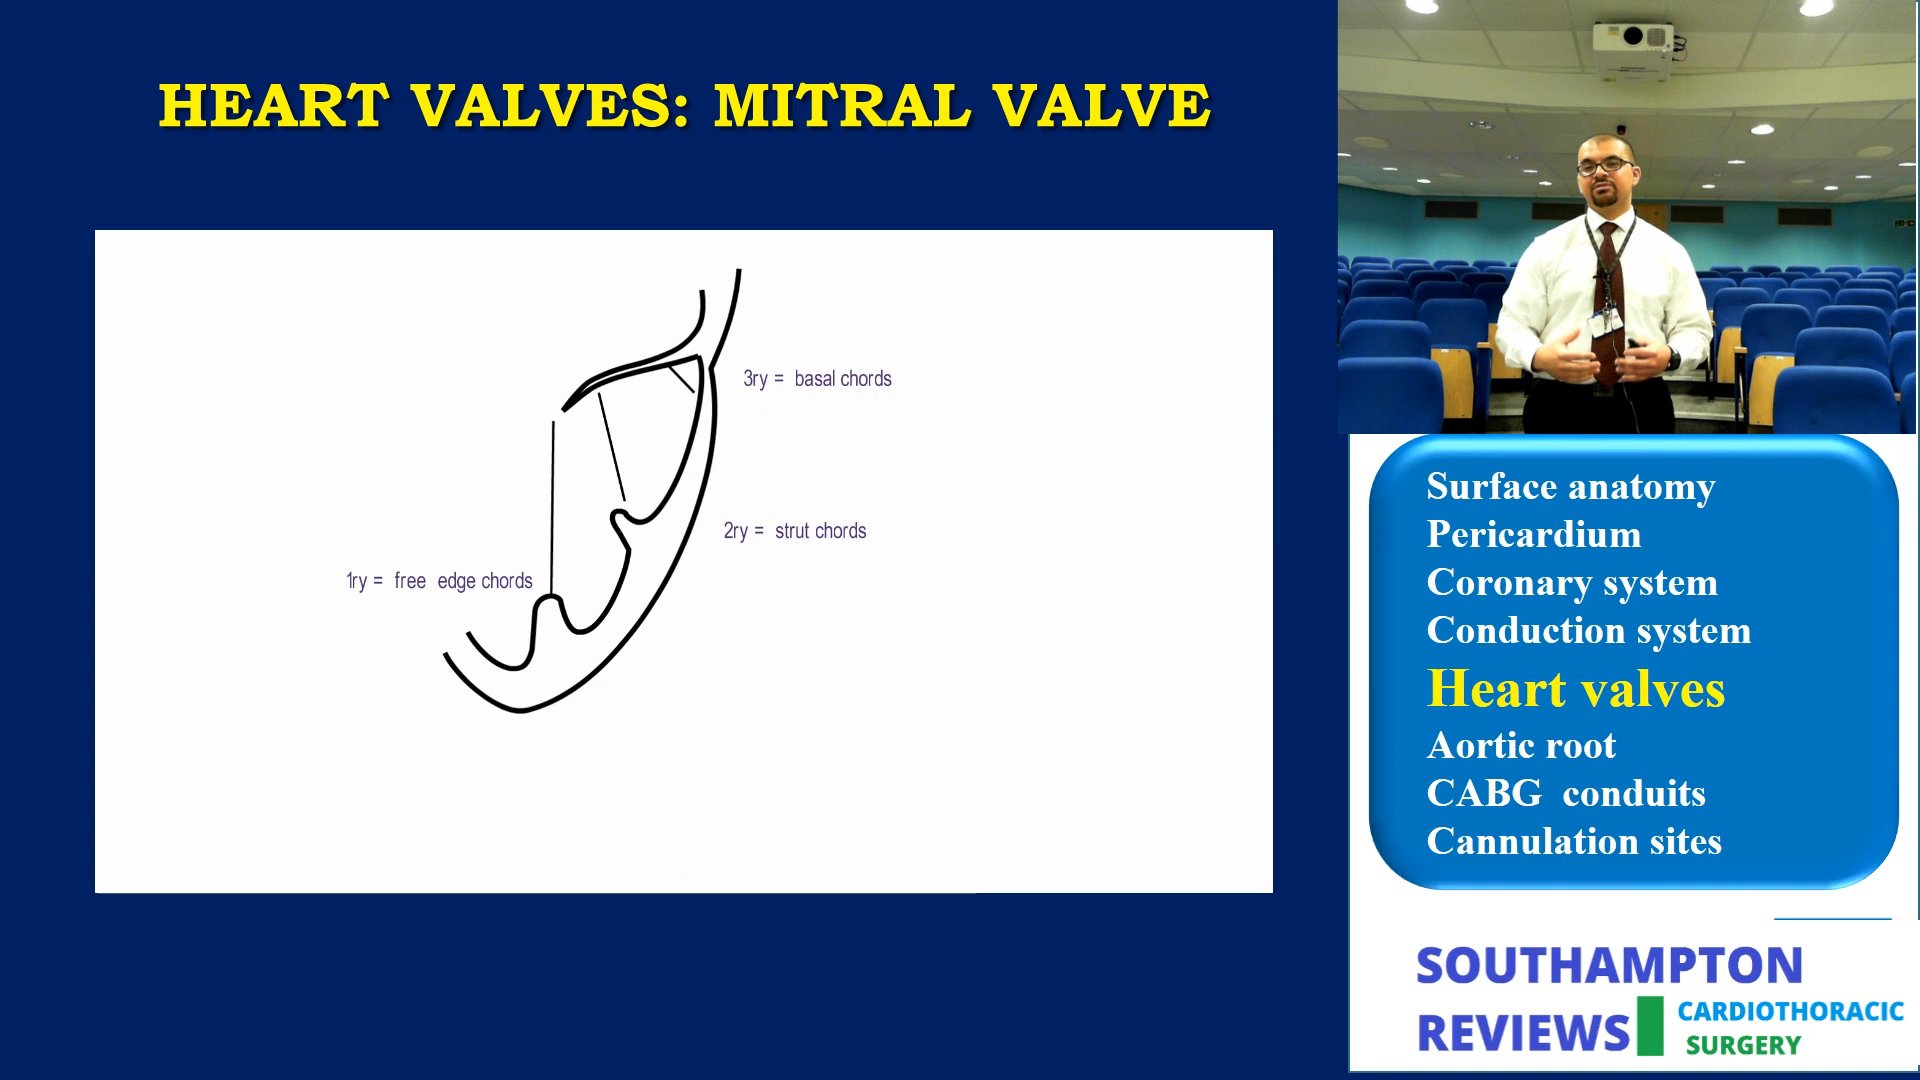 HEART VALVES: MITRAL VALVE
3ry = basal chords
2ry = strut chords
1ry = free edge chords
Surface anatomy
Pericardium
Coronary system
Conduction system
Heart valves
Aortic root
CABG conduits
Cannulation sites
SOUTHAMPTON
REVIEWS
CARDIOTHORACIC
SURGERY